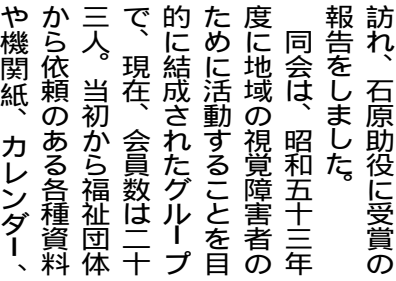 訪れ、石原助役に受賞の
報告をしました。
　同会は、昭和五十三年
度に地域の視覚障害者の
ために活動することを目
的に結成されたグループ
で、現在、会員数は二十
三人。当初から福祉団体
から依頼のある各種資料
や機関紙、カレンダー、